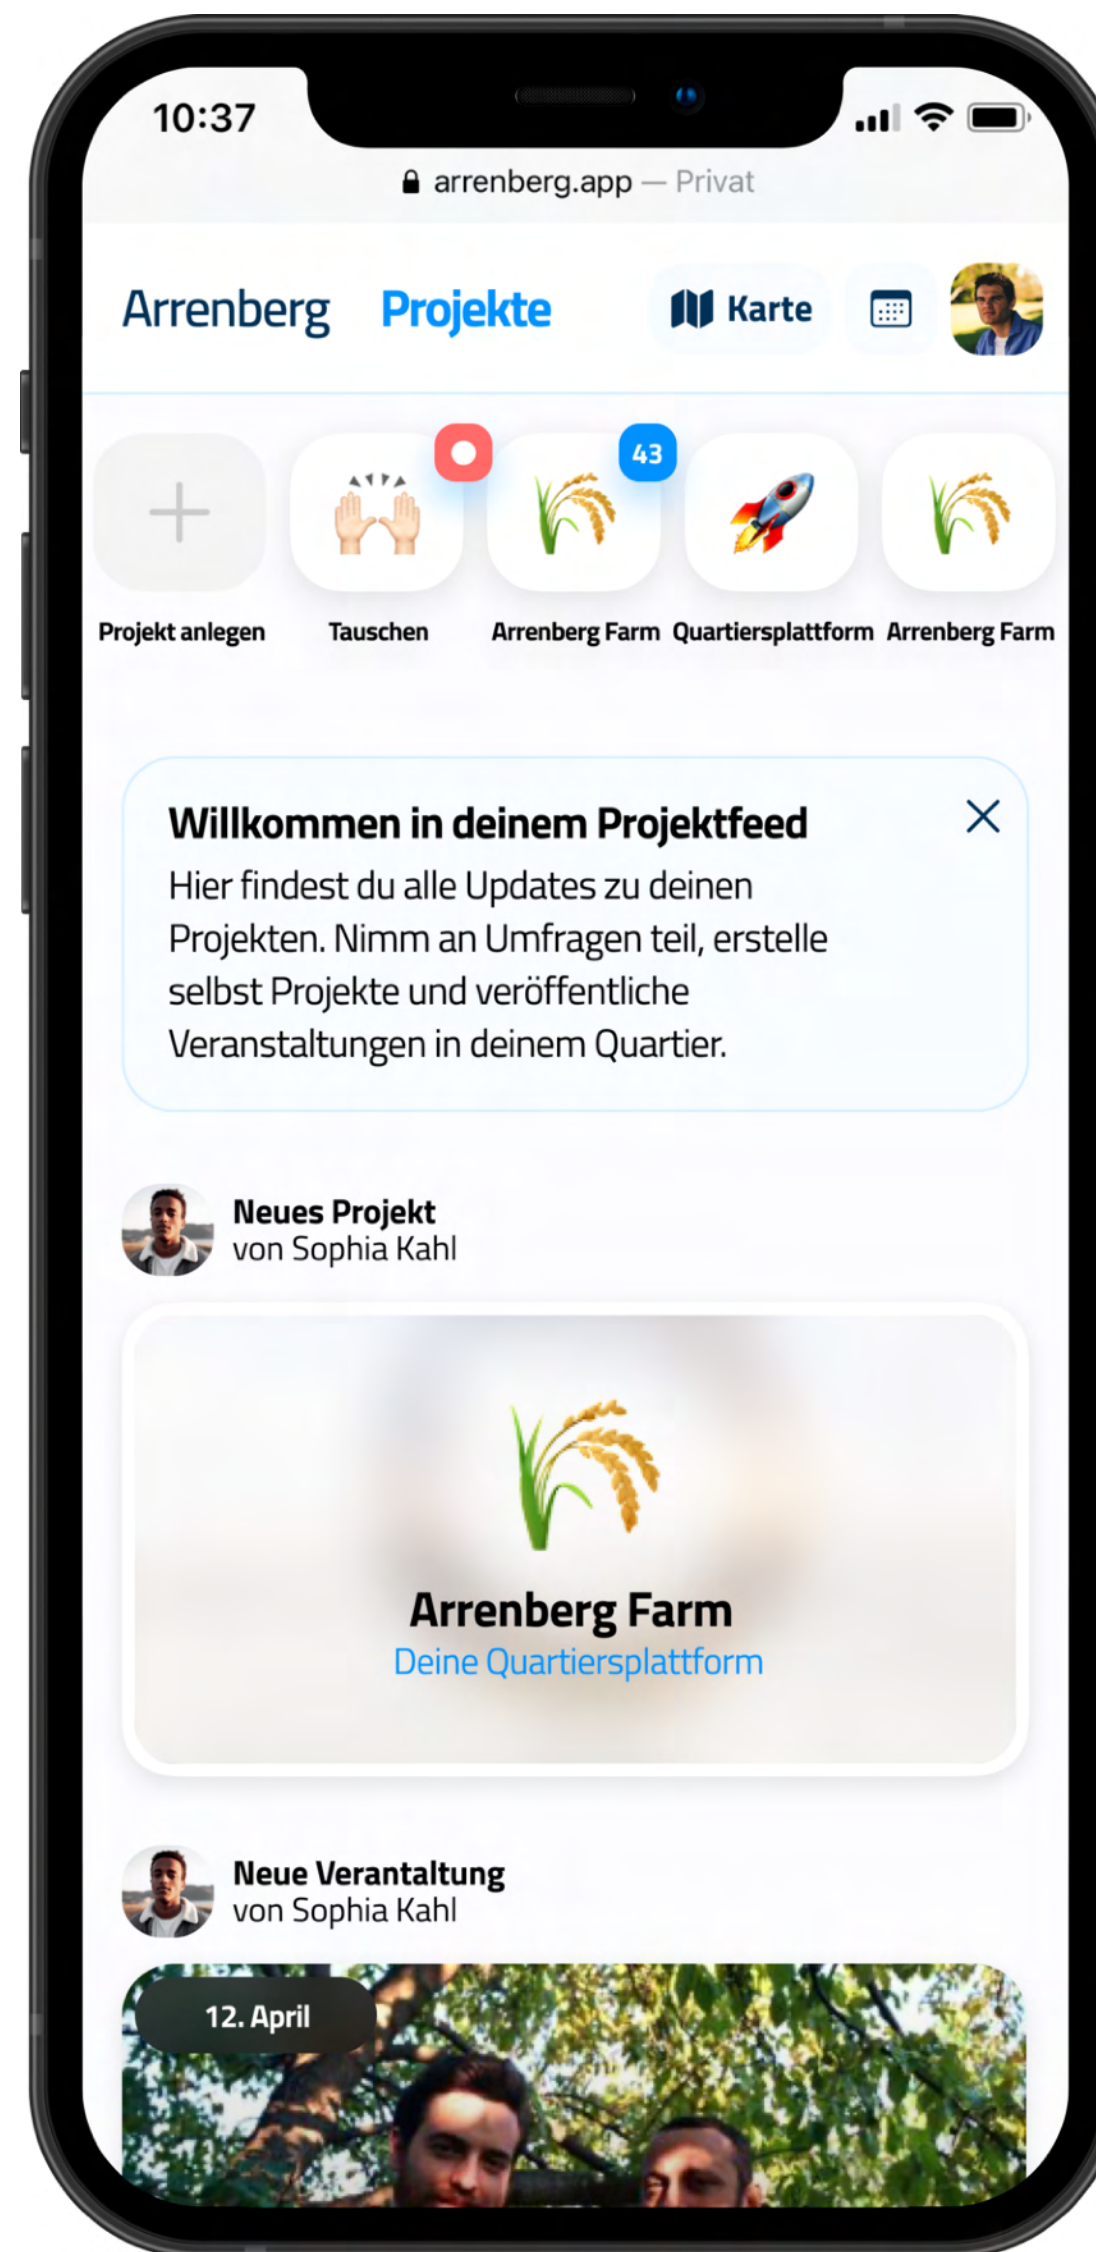 10:37
arrenberg.app — Privat
Arrenberg Projekte Karte
43
Projekt anlegen Tauschen Arrenberg Farm Quartiersplattform Arrenberg Farm
Willkommen in deinem Projektfeed
Hier findest du alle Updates zu deinen
Projekten. Nimm an Umfragen teil, erstelle
selbst Projekte und veröffentliche
Veranstaltungen in deinem Quartier.
Neues Projekt
von Sophia Kahl
Arrenberg Farm
Deine Quartiersplattform
Neue Verantaltung
von Sophia Kahl
12. April